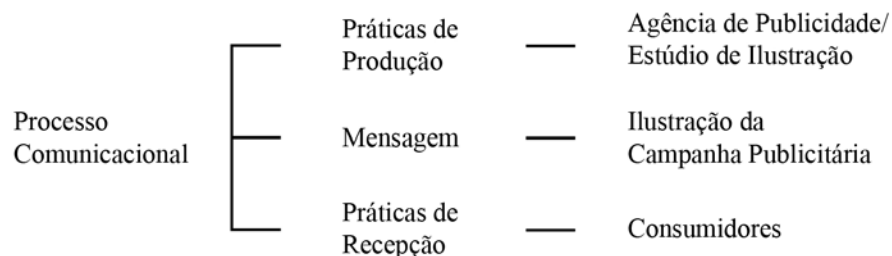 Processo
Comunicacional
Práticas de
Produção
Agência de Publicidade/
Estúdio de Ilustração
Mensagem
Ilustração da
Campanha Publicitária
Práticas de
Recepção
Consumidores